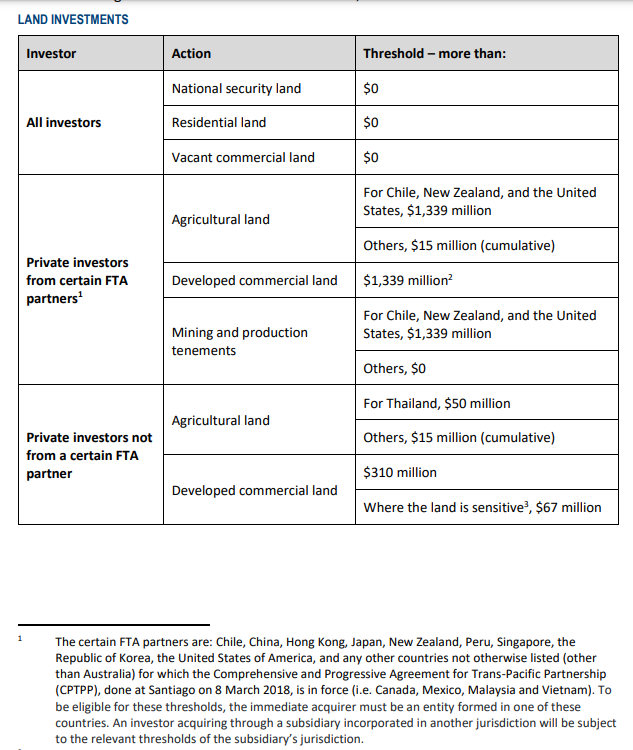 LAND INVESTMENTS
Investor
Action
Threshold – more than:
All investors
National security land
$0
Residential land
$0
Vacant commercial land
$0
Private investors
from certain FTA
partners1
Agricultural land
For Chile, New Zealand, and the United
States, $1,339 million
Others, $15 million (cumulative)
Developed commercial land
$1,339 million2
Mining and production
tenements
For Chile, New Zealand, and the United
States, $1,339 million
Others, $0
Private investors not
from a certain FTA
partner
Agricultural land
For Thailand, $50 million
Others, $15 million (cumulative)
Developed commercial land
$310 million
Where the land is sensitive3, $67 million
1 The certain FTA partners are: Chile, China, Hong Kong, Japan, New Zealand, Peru, Singapore, the
Republic of Korea, the United States of America, and any other countries not otherwise listed (other
than Australia) for which the Comprehensive and Progressive Agreement for Trans-Pacific Partnership
(CPTPP), done at Santiago on 8 March 2018, is in force (i.e. Canada, Mexico, Malaysia and Vietnam). To
be eligible for these thresholds, the immediate acquirer must be an entity formed in one of these
countries. An investor acquiring through a subsidiary incorporated in another jurisdiction will be subject
to the relevant thresholds of the subsidiary's jurisdiction.